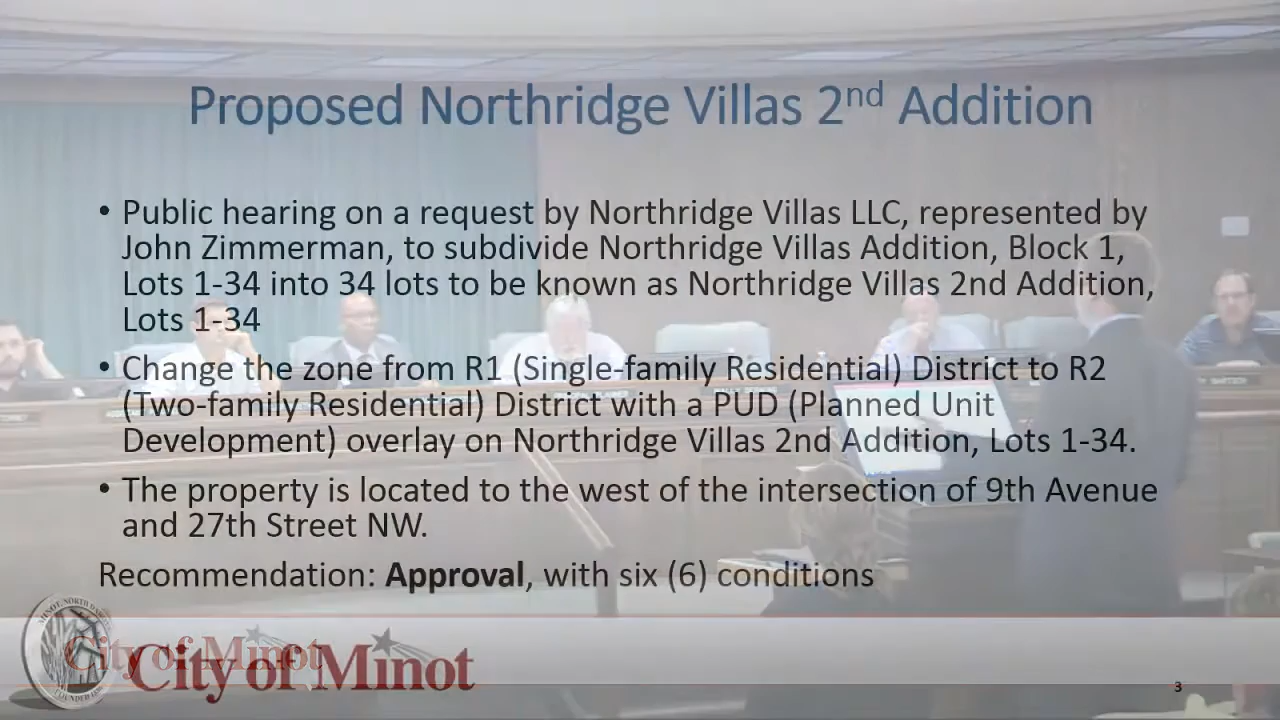 Proposed Northridge Villas 2nd Addition
• Public hearing on a request by Northridge Villas LLC, represented by
John Zimmerman, to subdivide Northridge Villas Addition, Block 1,
Lots 1-34 into 34 lots to be known as Northridge Villas 2nd Addition,
Lots 1-34
• Change the zone from R1 (Single-family Residential) District to R2
(Two-family Residential) District with a PUD (Planned Unit
Development) overlay on Northridge Villas 2nd Addition, Lots 1-34.
• The property is located to the west of the intersection of 9th Avenue
and 27th Street NW.
Recommendation: Approval, with six (6) conditions
City of Minot
City of Minot
3